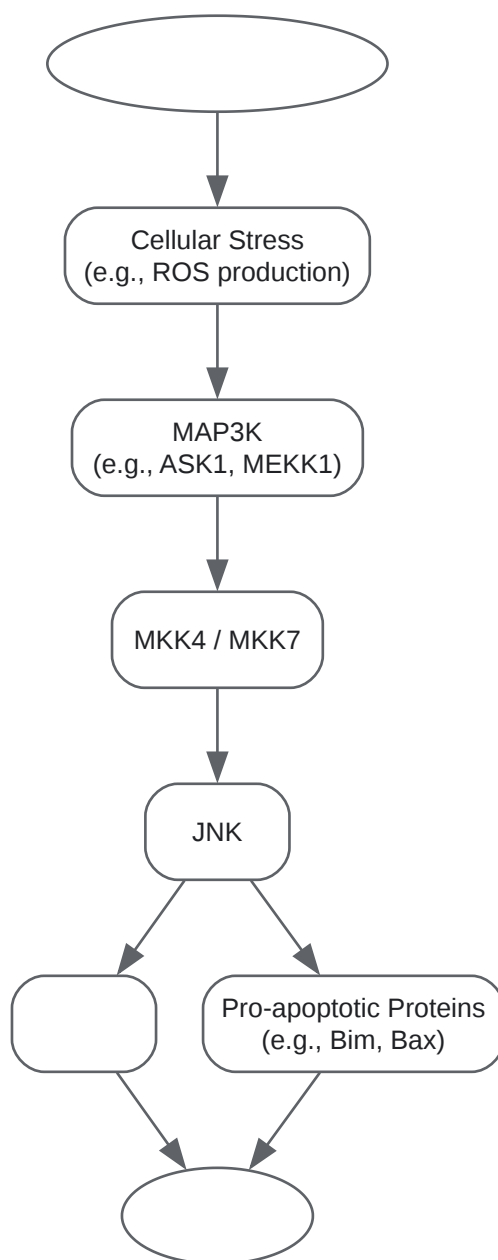 Cellular Stress
(e.g., ROS production)
MAP3K
(e.g., ASK1, MEKK1)
MKK4 / MKK7
JNK
Pro-apoptotic Proteins
(e.g., Bim, Bax)